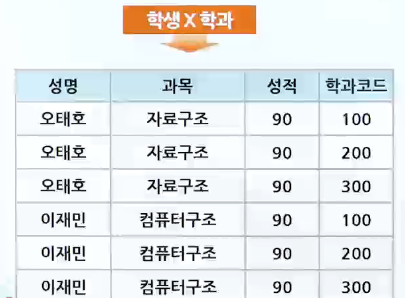 학생 X 학과
성명 과목 성적 학과코드
오태호 자료구조 90 100
오태호 자료구조 90 200
오태호 자료구조 90 300
이재민 컴퓨터구조 90 100
이재민 컴퓨터구조 90 200
이재민 컴퓨터구조 90 300